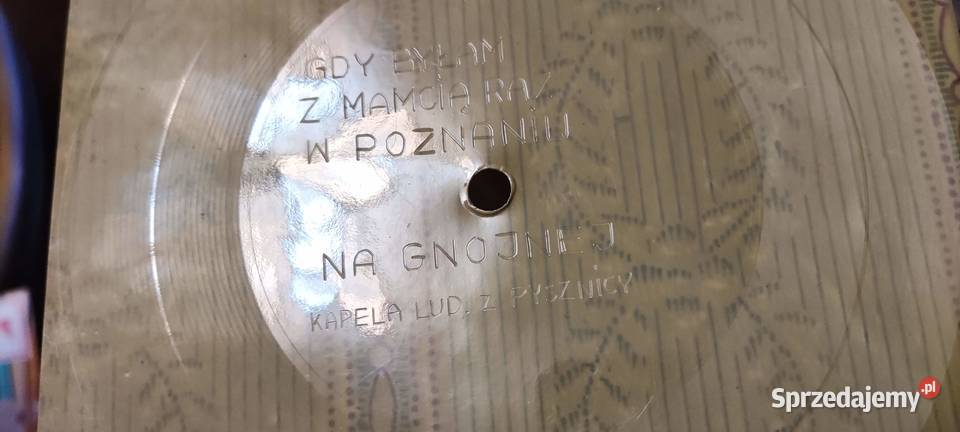 GDY BYŁAM
Z MAMCIĄ RAZ
W POZNANIU
NA GNOJNEJ
KAPELA LUD. Z PYSZNICY
Sprzedajemy.pl